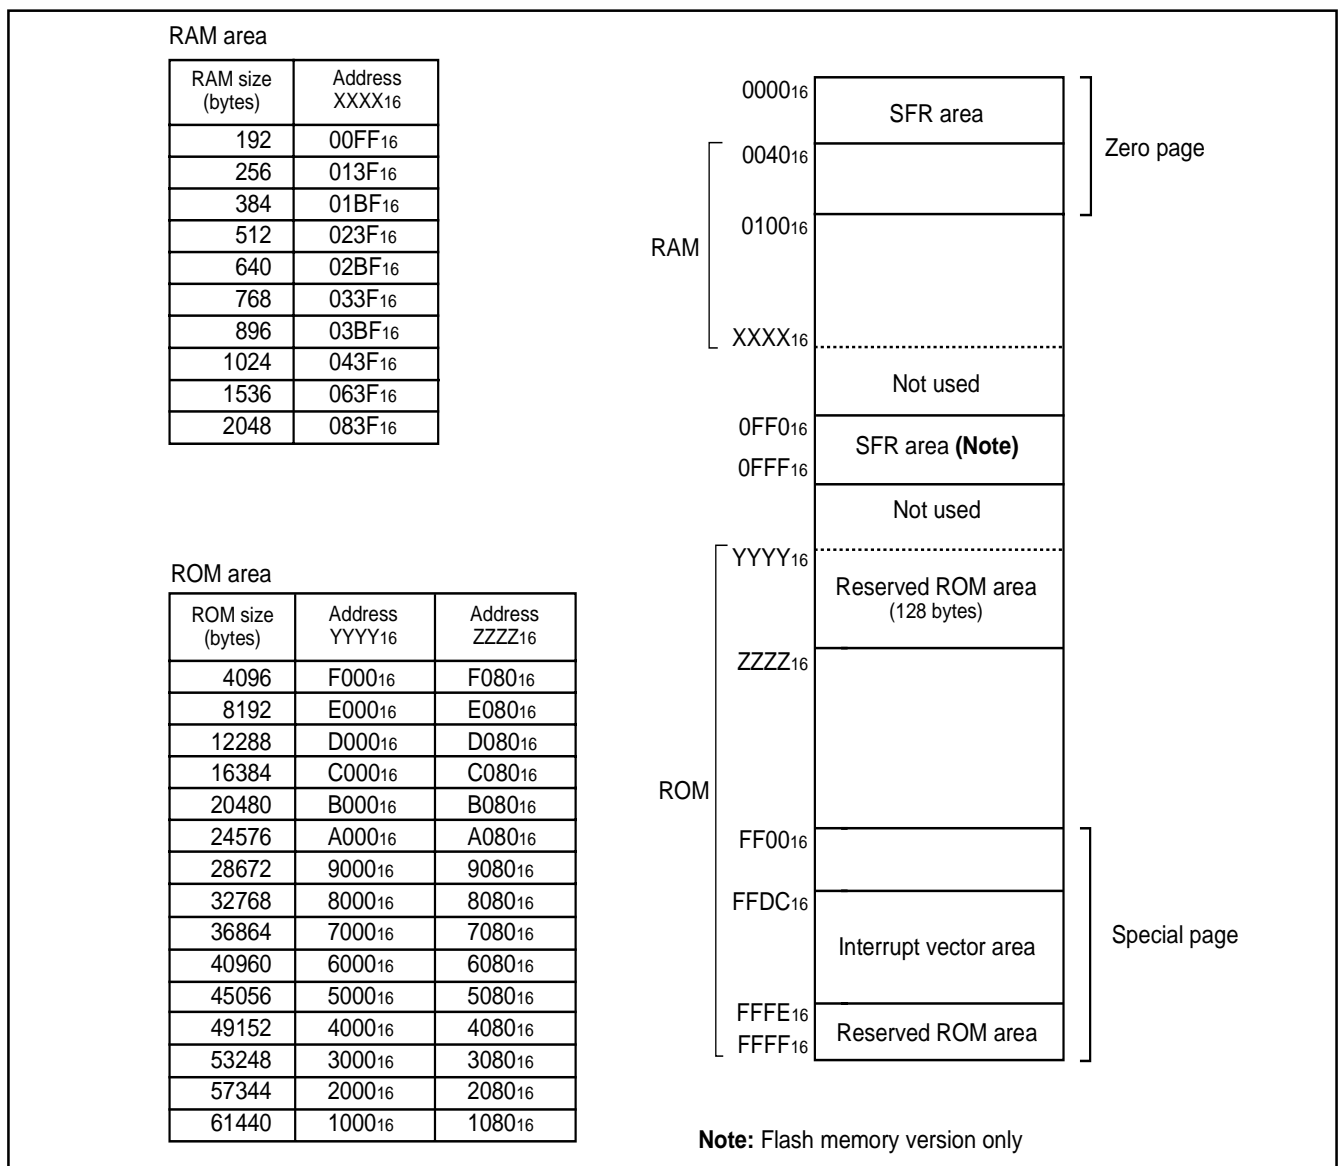 RAM area
RAM size (bytes) Address XXXX16
192 00FF16
256 013F16
384 01BF16
512 023F16
640 02BF16
768 033F16
896 03BF16
1024 043F16
1536 063F16
2048 083F16
ROM area
ROM size (bytes) Address YYYY16 Address ZZZZ16
4096 F00016 F08016
8192 E00016 E08016
12288 D00016 D08016
16384 C00016 C08016
20480 B00016 B08016
24576 A00016 A08016
28672 900016 908016
32768 800016 808016
36864 700016 708016
40960 600016 608016
45056 500016 508016
49152 400016 408016
53248 300016 308016
57344 200016 208016
61440 100016 108016
000016
SFR area
Zero page
004016
010016
RAM
XXXX16
Not used
0FF016
SFR area (Note)
0FFF16
Not used
YYYY16
Reserved ROM area
(128 bytes)
ZZZZ16
ROM
FF0016
FFDC16
Interrupt vector area
Special page
FFFE16
Reserved ROM area
FFFF16
Note: Flash memory version only